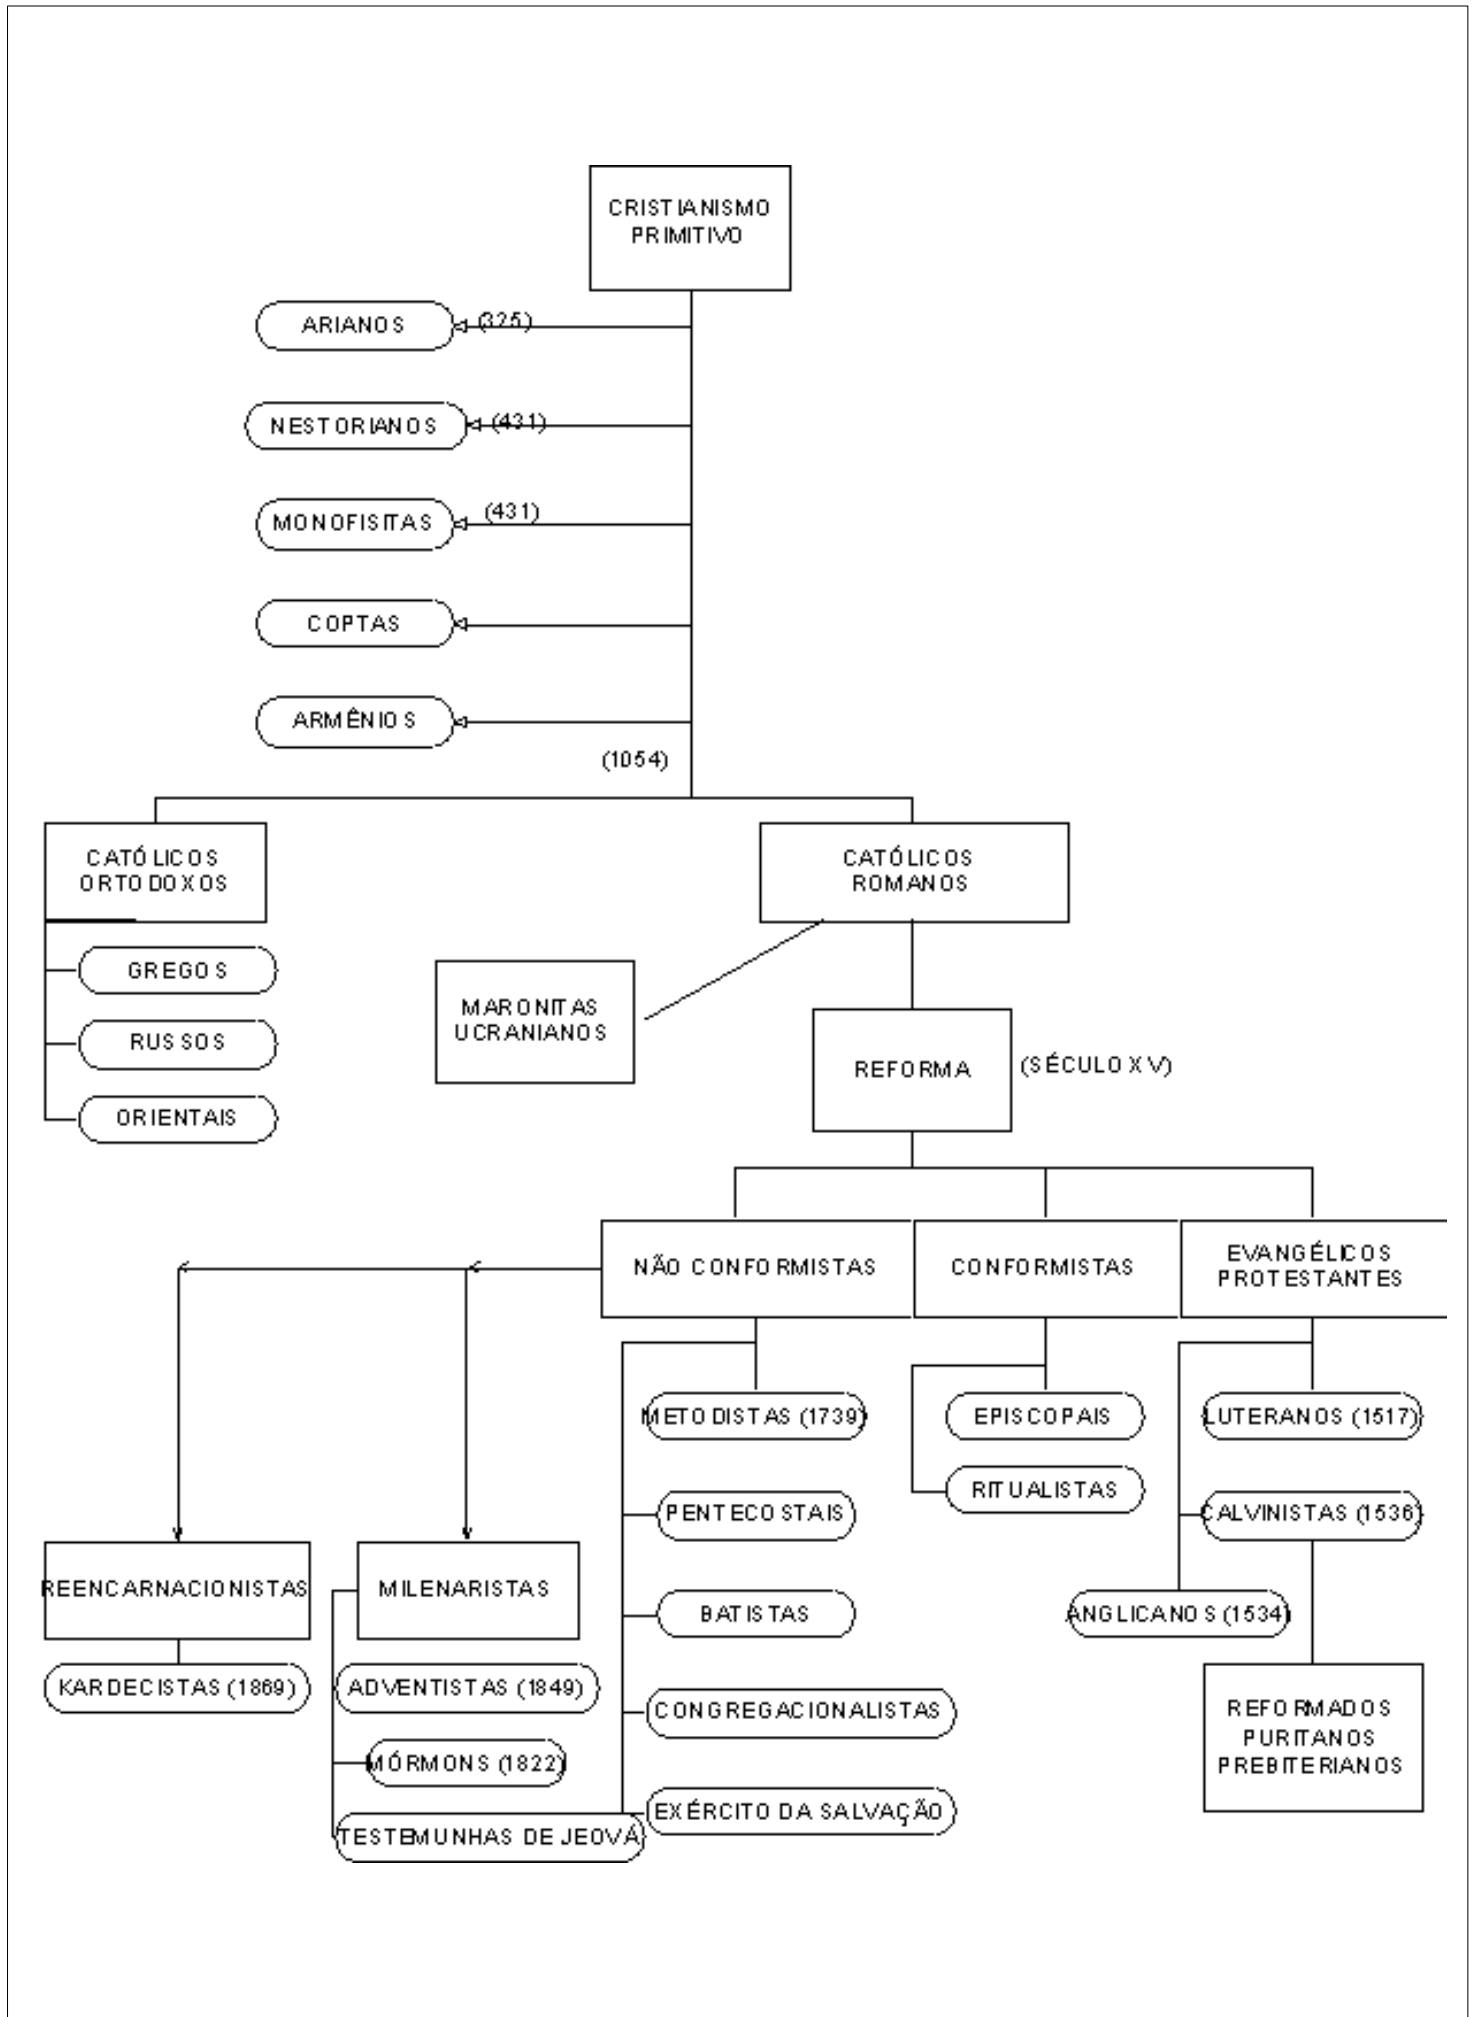 CRISTIANISMO
PRIMITIVO
ARIANOS
(325)
NESTORIANOS
(431)
MONOFISITAS
(431)
COPTAS
ARMÊNIOS
(1054)
CATÓLICOS
ORTODOXOS
CATÓLICOS
ROMANOS
GREGOS
RUSSOS
ORIENTAIS
MARONITAS
UCRANIANOS
REFORMA
(SÉCULO XV)
NÃO CONFORMISTAS
CONFORMISTAS
EVANGÉLICOS
PROTESTANTES
METODISTAS (1739)
EPISCOPAIS
LUTERANOS (1517)
RITUALISTAS
PENTECOSTAIS
CALVINISTAS (1536)
REENCARNACIONISTAS
MILENARISTAS
BATISTAS
ANGLICANOS (1534)
KARDECISTAS (1869)
ADVENTISTAS (1849)
CONGREGACIONALISTAS
REFORMADOS
PURITANOS
PREBITERIANOS
MÓRMONS (1822)
EXÉRCITO DA SALVAÇÃO
TESTEMUNHAS DE JEOVÁ